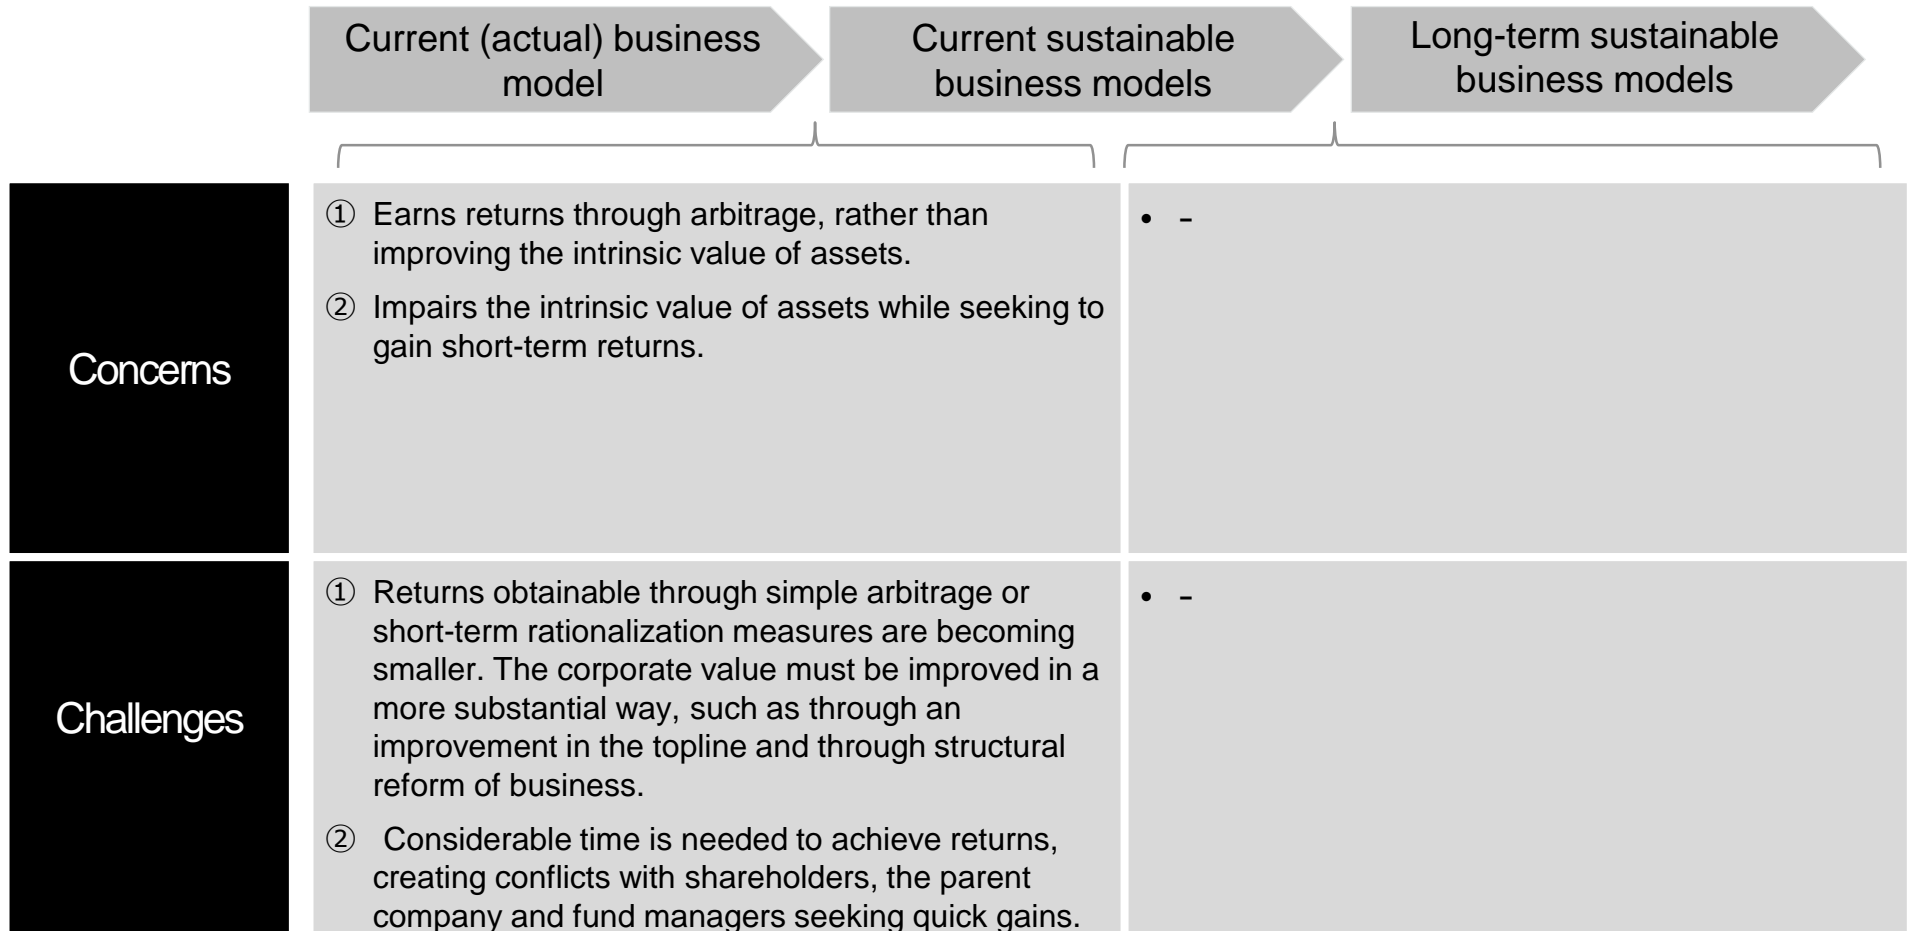 Current (actual) business
model
Current sustainable
business models
Long-term sustainable
business models
Concerns
① Earns returns through arbitrage, rather than
improving the intrinsic value of assets.
② Impairs the intrinsic value of assets while seeking to
gain short-term returns.
• -
Challenges
① Returns obtainable through simple arbitrage or
short-term rationalization measures are becoming
smaller. The corporate value must be improved in a
more substantial way, such as through an
improvement in the topline and through structural
reform of business.
② Considerable time is needed to achieve returns,
creating conflicts with shareholders, the parent
company and fund managers seeking quick gains.
• -